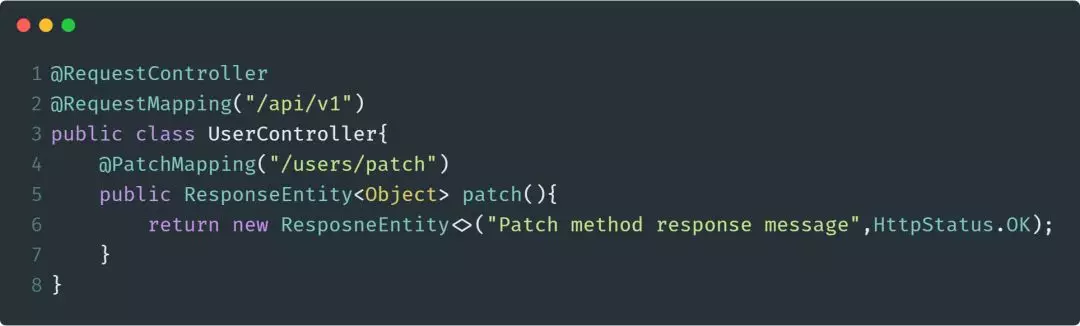 1 @RequestController
2 @RequestMapping("/api/v1")
3 public class UserController{
4     @PatchMapping("/users/patch")
5     public ResponseEntity<Object> patch(){
6         return new ResposneEntity<>("Patch method response message",HttpStatus.OK);
7     }
8 }